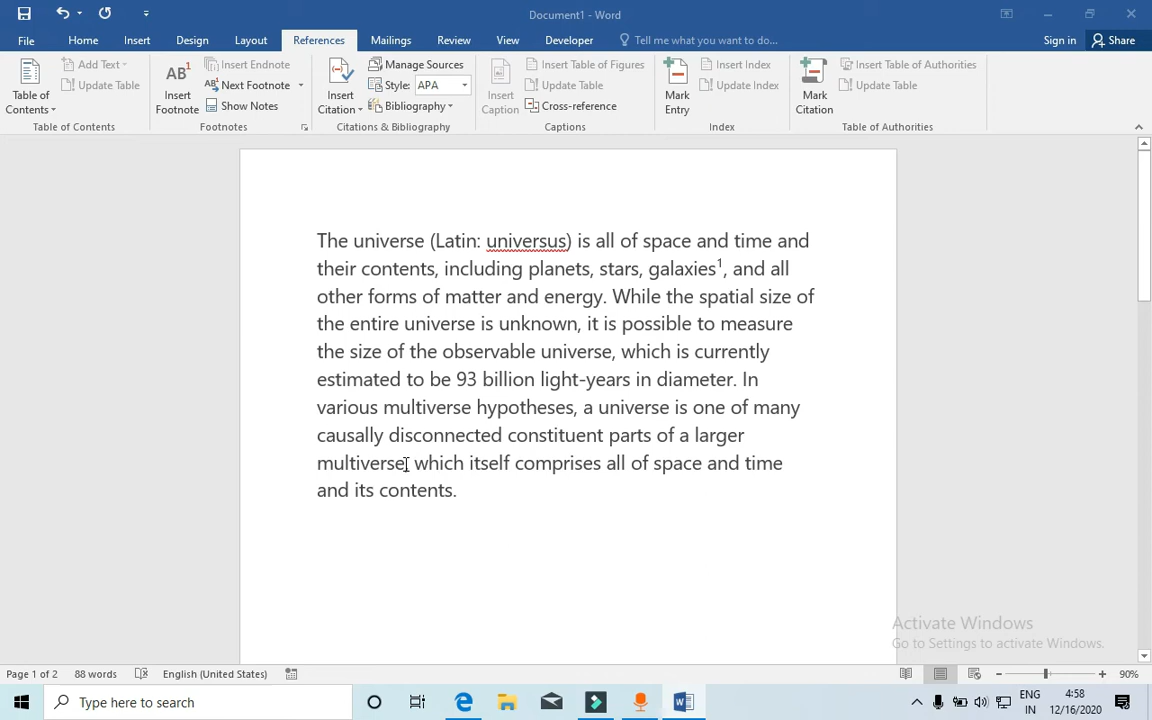 Document1 - Word
File Home Insert Design Layout References Mailings Review View Developer Tell me what you want to do... Sign in Share
Table of Contents
Add Text
Update Table
Table of Contents
AB1
Insert Footnote
Insert Endnote
AB1 Next Footnote
Show Notes
Footnotes
Insert Citation
Manage Sources
Style: APA
Bibliography
Citations & Bibliography
Insert Caption
Insert Table of Figures
Update Table
Cross-reference
Captions
Mark Entry
Insert Index
Update Index
Index
Mark Citation
Insert Table of Authorities
Update Table
Table of Authorities
The universe (Latin: universus) is all of space and time and
their contents, including planets, stars, galaxies¹, and all
other forms of matter and energy. While the spatial size of
the entire universe is unknown, it is possible to measure
the size of the observable universe, which is currently
estimated to be 93 billion light-years in diameter. In
various multiverse hypotheses, a universe is one of many
causally disconnected constituent parts of a larger
multiverse, which itself comprises all of space and time
and its contents.
Activate Windows
Go to Settings to activate Windows.
Page 1 of 2 88 words English (United States) 90%
Type here to search
ENG
IN
4:58
12/16/2020